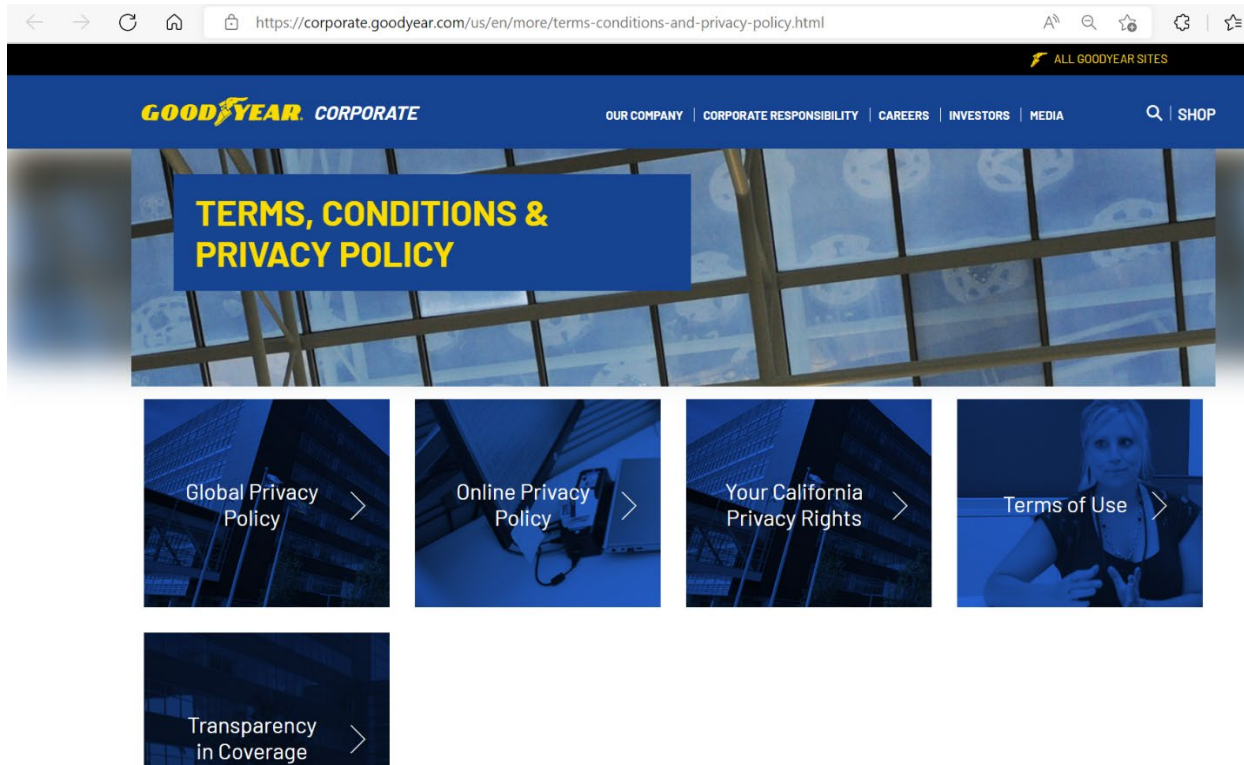 https://corporate.goodyear.com/us/en/more/terms-conditions-and-privacy-policy.html
ALL GOODYEAR SITES
GOODYEAR. CORPORATE
OUR COMPANY | CORPORATE RESPONSIBILITY | CAREERS | INVESTORS | MEDIA
SHOP
TERMS, CONDITIONS &
PRIVACY POLICY
Global Privacy
Policy
Online Privacy
Policy
Your California
Privacy Rights
Terms of Use
Transparency
in Coverage